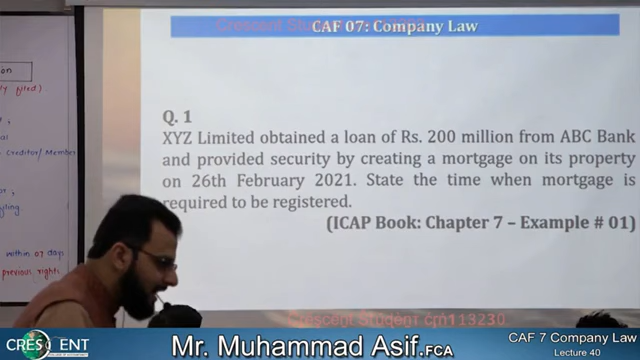 CAF 07: Company Law
Q. 1
XYZ Limited obtained a loan of Rs. 200 million from ABC Bank
and provided security by creating a mortgage on its property
on 26th February 2021. State the time when mortgage is
required to be registered.
(ICAP Book: Chapter 7 – Example # 01)
Creditor/ Member
within 07 days
previous rights
Crescent Student cm113230
CRESCENT
Mr. Muhammad Asif.FCA
CAF 7 Company Law
Lecture 40